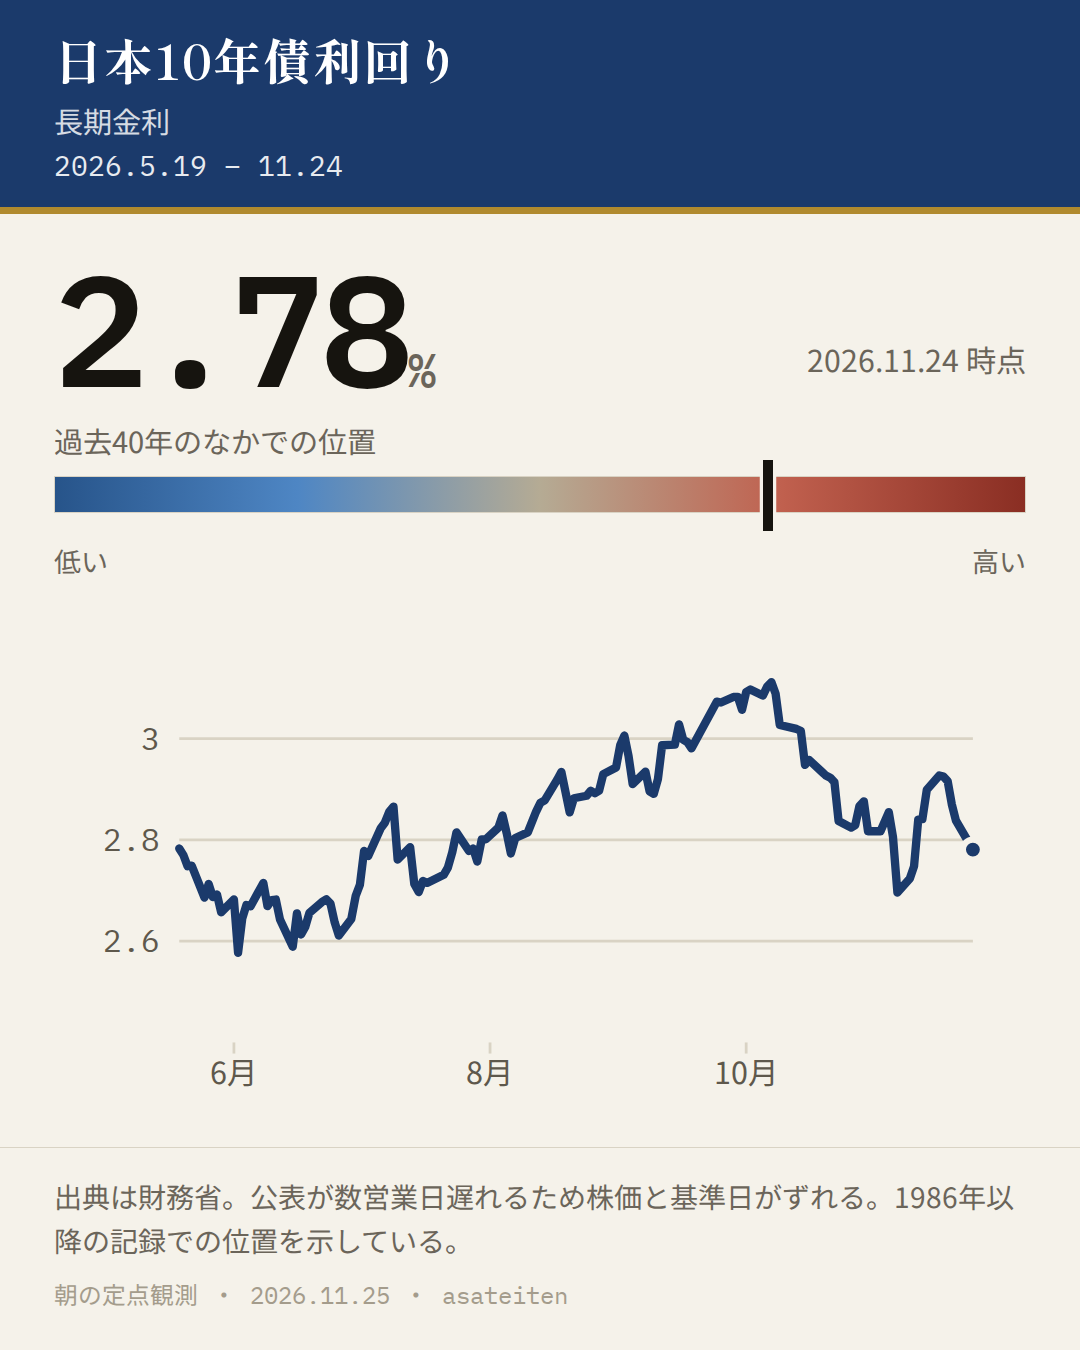 日本10年債利回り
長期金利
2026.5.19 − 11.24
2.78%
2026.11.24 時点
過去40年のなかでの位置
低い
高い
3
2.8
2.6
6月
8月
10月
出典は財務省。公表が数営業日遅れるため株価と基準日がずれる。1986年以
降の記録での位置を示している。
朝の定点観測 ・ 2026.11.25 ・ asateiten